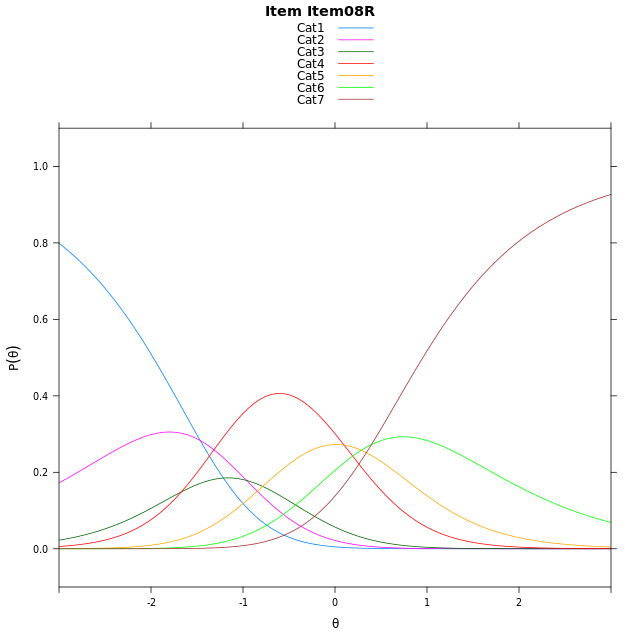 Item Item08R
Cat1
Cat2
Cat3
Cat4
Cat5
Cat6
Cat7
1.0
0.8
0.6
0.4
0.2
0.0
P(θ)
-2 -1 0 1 2
θ